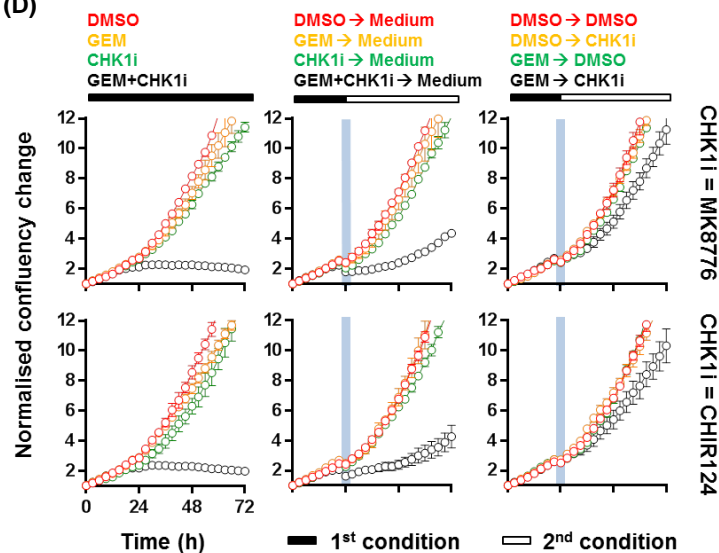 (D)
DMSO
GEM
CHK1i
GEM+CHK1i
DMSO → Medium
GEM → Medium
CHK1i → Medium
GEM+CHK1i → Medium
DMSO → DMSO
DMSO → CHK1i
GEM → DMSO
GEM → CHK1i
Normalised confluency change
12
10
8
6
4
2
12
10
8
6
4
2
12
10
8
6
4
2
CHK1i = MK8776
12
10
8
6
4
2
0 24 48 72
12
10
8
6
4
2
12
10
8
6
4
2
CHK1i = CHIR124
Time (h)
1st condition
2nd condition